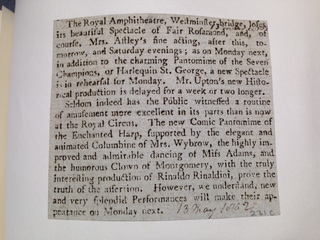 The Royal Amphitheatre, Westminster-bridge, loses
its beautiful Spectacle of Fair Rosamond, and, of
course, Mrs. Astley's fine acting, after this, to-
morrow, and Saturday evenings; as on Monday next,
in addition to the charming Pantomime of the Seven
Champions, or Harlequin St. George, a new Spectacle
is in rehearsal for Monday. Mr. Upton's new Histo-
rical production is delayed for a week or two longer.
Seldom indeed has the Public witnessed a routine
of amusement more excellent in its parts than is now
at the Royal Circus. The new Comic Pantomime of
the Enchanted Harp, supported by the elegant and
animated Columbine of Mrs. Wybrow, the highly im-
proved and admirable dancing of Miss Adams, and
the humorous Clown of Montgomery, with the truly
interesting production of Rinaldo Rinaldini, prove the
truth of the assertion. However, we understand, new
and very splendid Performances will make their ap-
pearance on Monday next. 13 May 1802